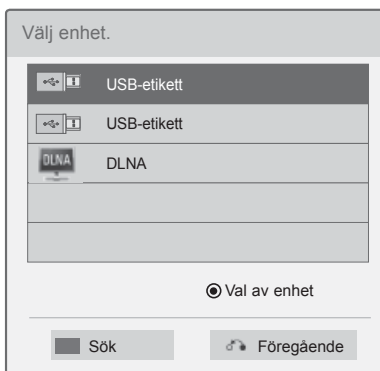 Välj enhet.
USB-etikett
USB-etikett
DLNA DLNA
Val av enhet
Sök Föregående